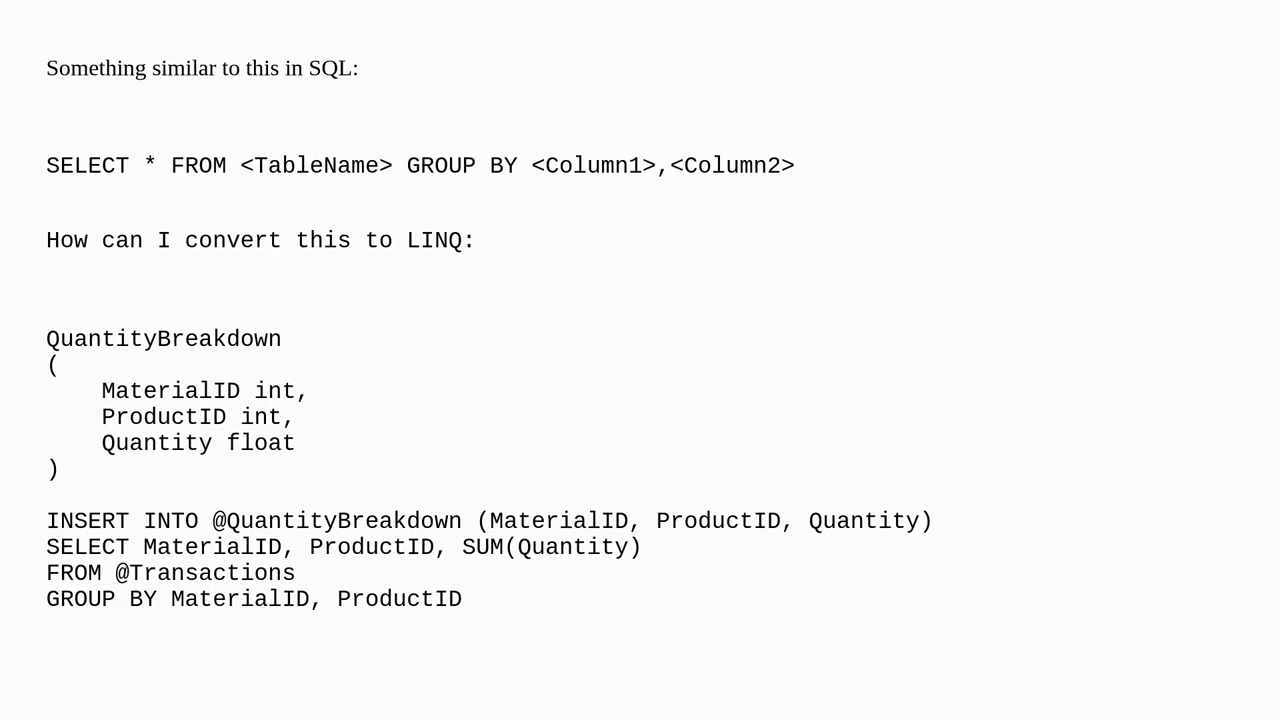 Something similar to this in SQL:
SELECT * FROM <TableName> GROUP BY <Column1>,<Column2>
How can I convert this to LINQ:
QuantityBreakdown
(
    MaterialID int,
    ProductID int,
    Quantity float
)
INSERT INTO @QuantityBreakdown (MaterialID, ProductID, Quantity)
SELECT MaterialID, ProductID, SUM(Quantity)
FROM @Transactions
GROUP BY MaterialID, ProductID